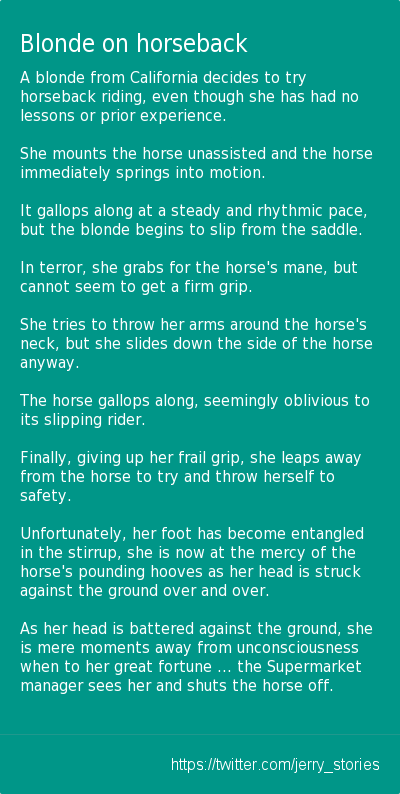 Blonde on horseback
A blonde from California decides to try
horseback riding, even though she has had no
lessons or prior experience.
She mounts the horse unassisted and the horse
immediately springs into motion.
It gallops along at a steady and rhythmic pace,
but the blonde begins to slip from the saddle.
In terror, she grabs for the horse's mane, but
cannot seem to get a firm grip.
She tries to throw her arms around the horse's
neck, but she slides down the side of the horse
anyway.
The horse gallops along, seemingly oblivious to
its slipping rider.
Finally, giving up her frail grip, she leaps away
from the horse to try and throw herself to
safety.
Unfortunately, her foot has become entangled
in the stirrup, she is now at the mercy of the
horse's pounding hooves as her head is struck
against the ground over and over.
As her head is battered against the ground, she
is mere moments away from unconsciousness
when to her great fortune ... the Supermarket
manager sees her and shuts the horse off.
https://twitter.com/jerry_stories